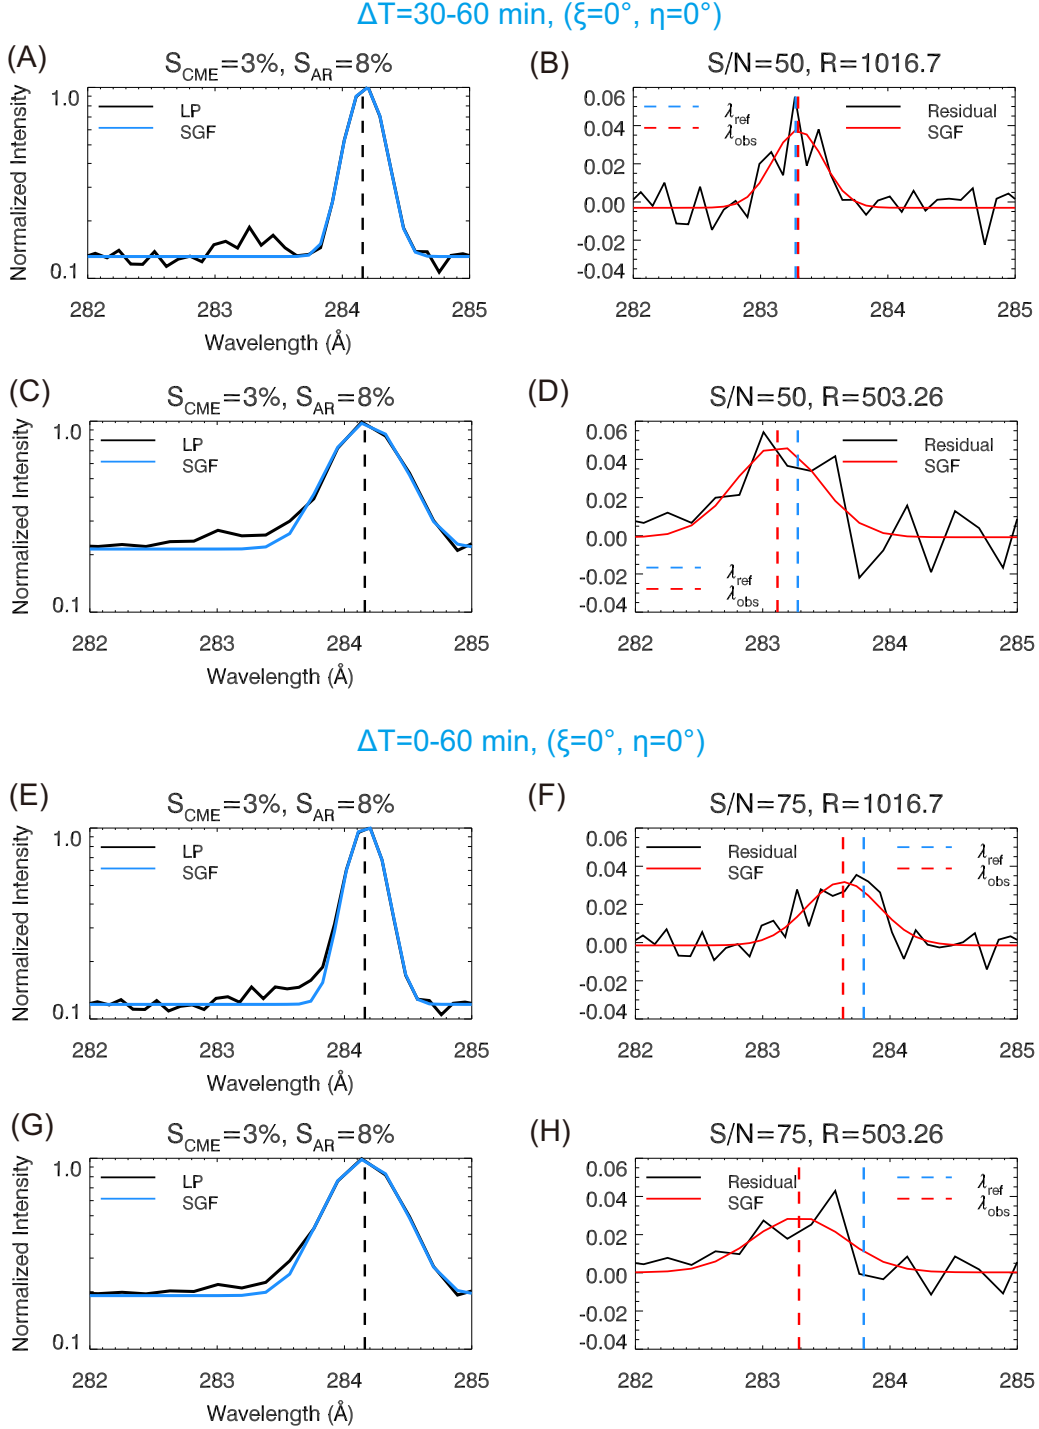 ΔT=30-60 min, (ξ=0°, η=0°)
(A)
S_CME=3%, S_AR=8%
Normalized Intensity
1.0
0.1
LP
SGF
282 283 284 285
Wavelength (Å)
(B)
S/N=50, R=1016.7
0.06
0.04
0.02
0.00
-0.02
-0.04
λ_ref
λ_obs
Residual
SGF
282 283 284 285
(C)
S_CME=3%, S_AR=8%
Normalized Intensity
1.0
0.1
LP
SGF
282 283 284 285
Wavelength (Å)
(D)
S/N=50, R=503.26
0.06
0.04
0.02
0.00
-0.02
-0.04
Residual
SGF
λ_ref
λ_obs
282 283 284 285
ΔT=0-60 min, (ξ=0°, η=0°)
(E)
S_CME=3%, S_AR=8%
Normalized Intensity
1.0
0.1
LP
SGF
282 283 284 285
Wavelength (Å)
(F)
S/N=75, R=1016.7
0.06
0.04
0.02
0.00
-0.02
-0.04
Residual
SGF
λ_ref
λ_obs
282 283 284 285
(G)
S_CME=3%, S_AR=8%
Normalized Intensity
1.0
0.1
LP
SGF
282 283 284 285
Wavelength (Å)
(H)
S/N=75, R=503.26
0.06
0.04
0.02
0.00
-0.02
-0.04
Residual
SGF
λ_ref
λ_obs
282 283 284 285